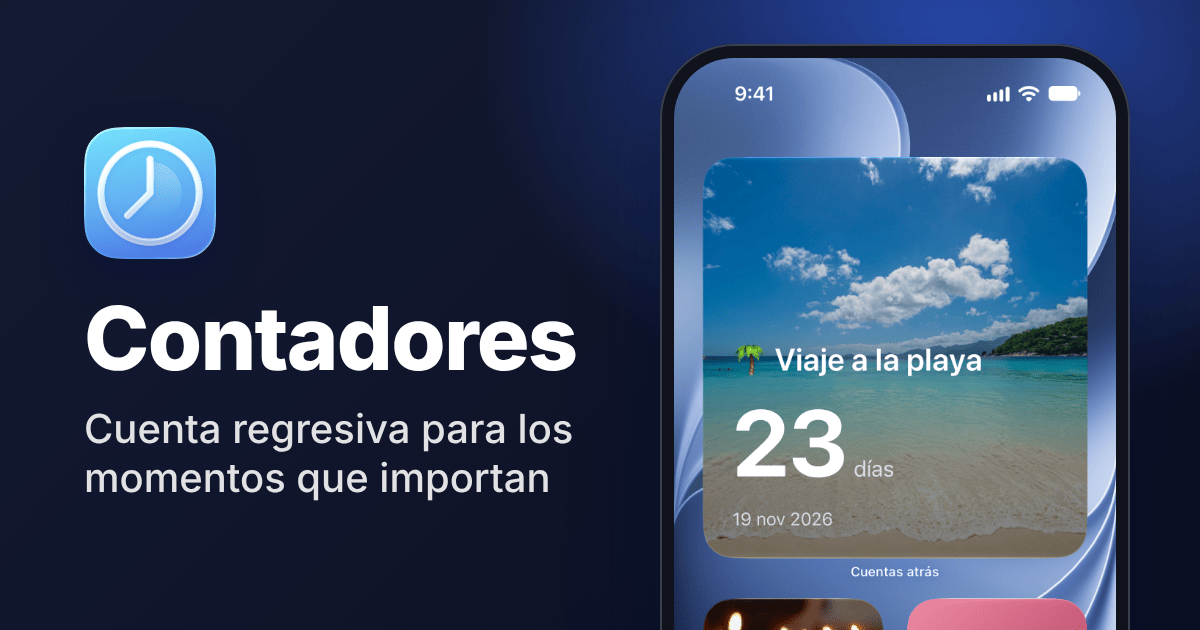 Contadores
Cuenta regresiva para los
momentos que importan
9:41
🌴 Viaje a la playa
23 días
19 nov 2026
Cuentas atrás